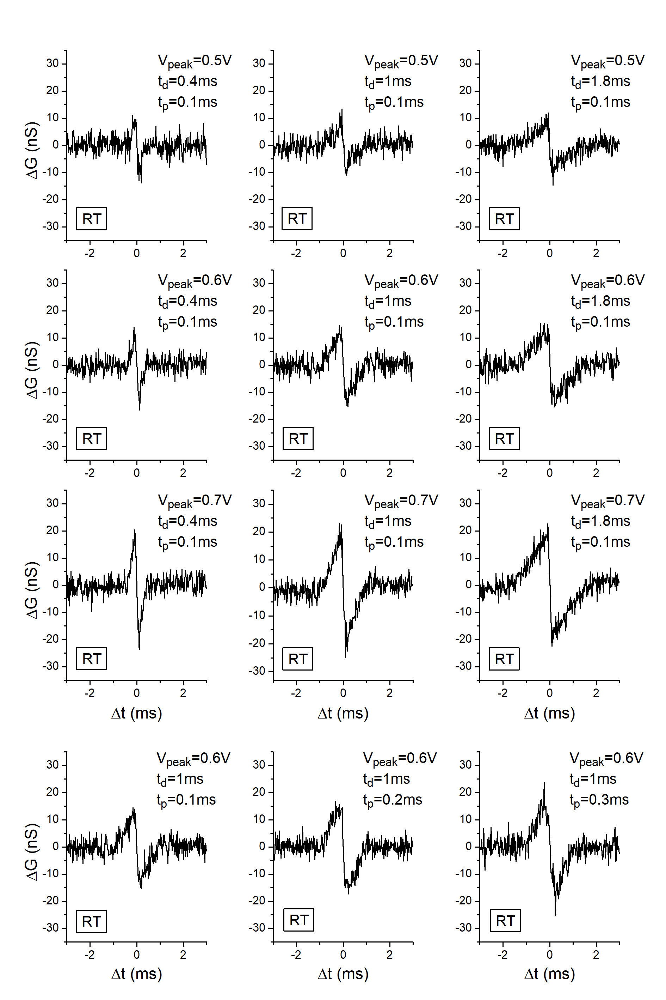 Vpeak=0.5V
td=0.4ms
tp=0.1ms
30
20
10
0
-10
-20
-30
ΔG (nS)
RT
-2 0 2
Vpeak=0.5V
td=1ms
tp=0.1ms
30
20
10
0
-10
-20
-30
RT
-2 0 2
Vpeak=0.5V
td=1.8ms
tp=0.1ms
30
20
10
0
-10
-20
-30
RT
-2 0 2
Vpeak=0.6V
td=0.4ms
tp=0.1ms
30
20
10
0
-10
-20
-30
ΔG (nS)
RT
-2 0 2
Vpeak=0.6V
td=1ms
tp=0.1ms
30
20
10
0
-10
-20
-30
RT
-2 0 2
Vpeak=0.6V
td=1.8ms
tp=0.1ms
30
20
10
0
-10
-20
-30
RT
-2 0 2
Vpeak=0.7V
td=0.4ms
tp=0.1ms
30
20
10
0
-10
-20
-30
ΔG (nS)
RT
-2 0 2
Δt (ms)
Vpeak=0.7V
td=1ms
tp=0.1ms
30
20
10
0
-10
-20
-30
RT
-2 0 2
Δt (ms)
Vpeak=0.7V
td=1.8ms
tp=0.1ms
30
20
10
0
-10
-20
-30
RT
-2 0 2
Δt (ms)
Vpeak=0.6V
td=1ms
tp=0.1ms
30
20
10
0
-10
-20
-30
ΔG (nS)
RT
-2 0 2
Δt (ms)
Vpeak=0.6V
td=1ms
tp=0.2ms
30
20
10
0
-10
-20
-30
RT
-2 0 2
Δt (ms)
Vpeak=0.6V
td=1ms
tp=0.3ms
30
20
10
0
-10
-20
-30
RT
-2 0 2
Δt (ms)